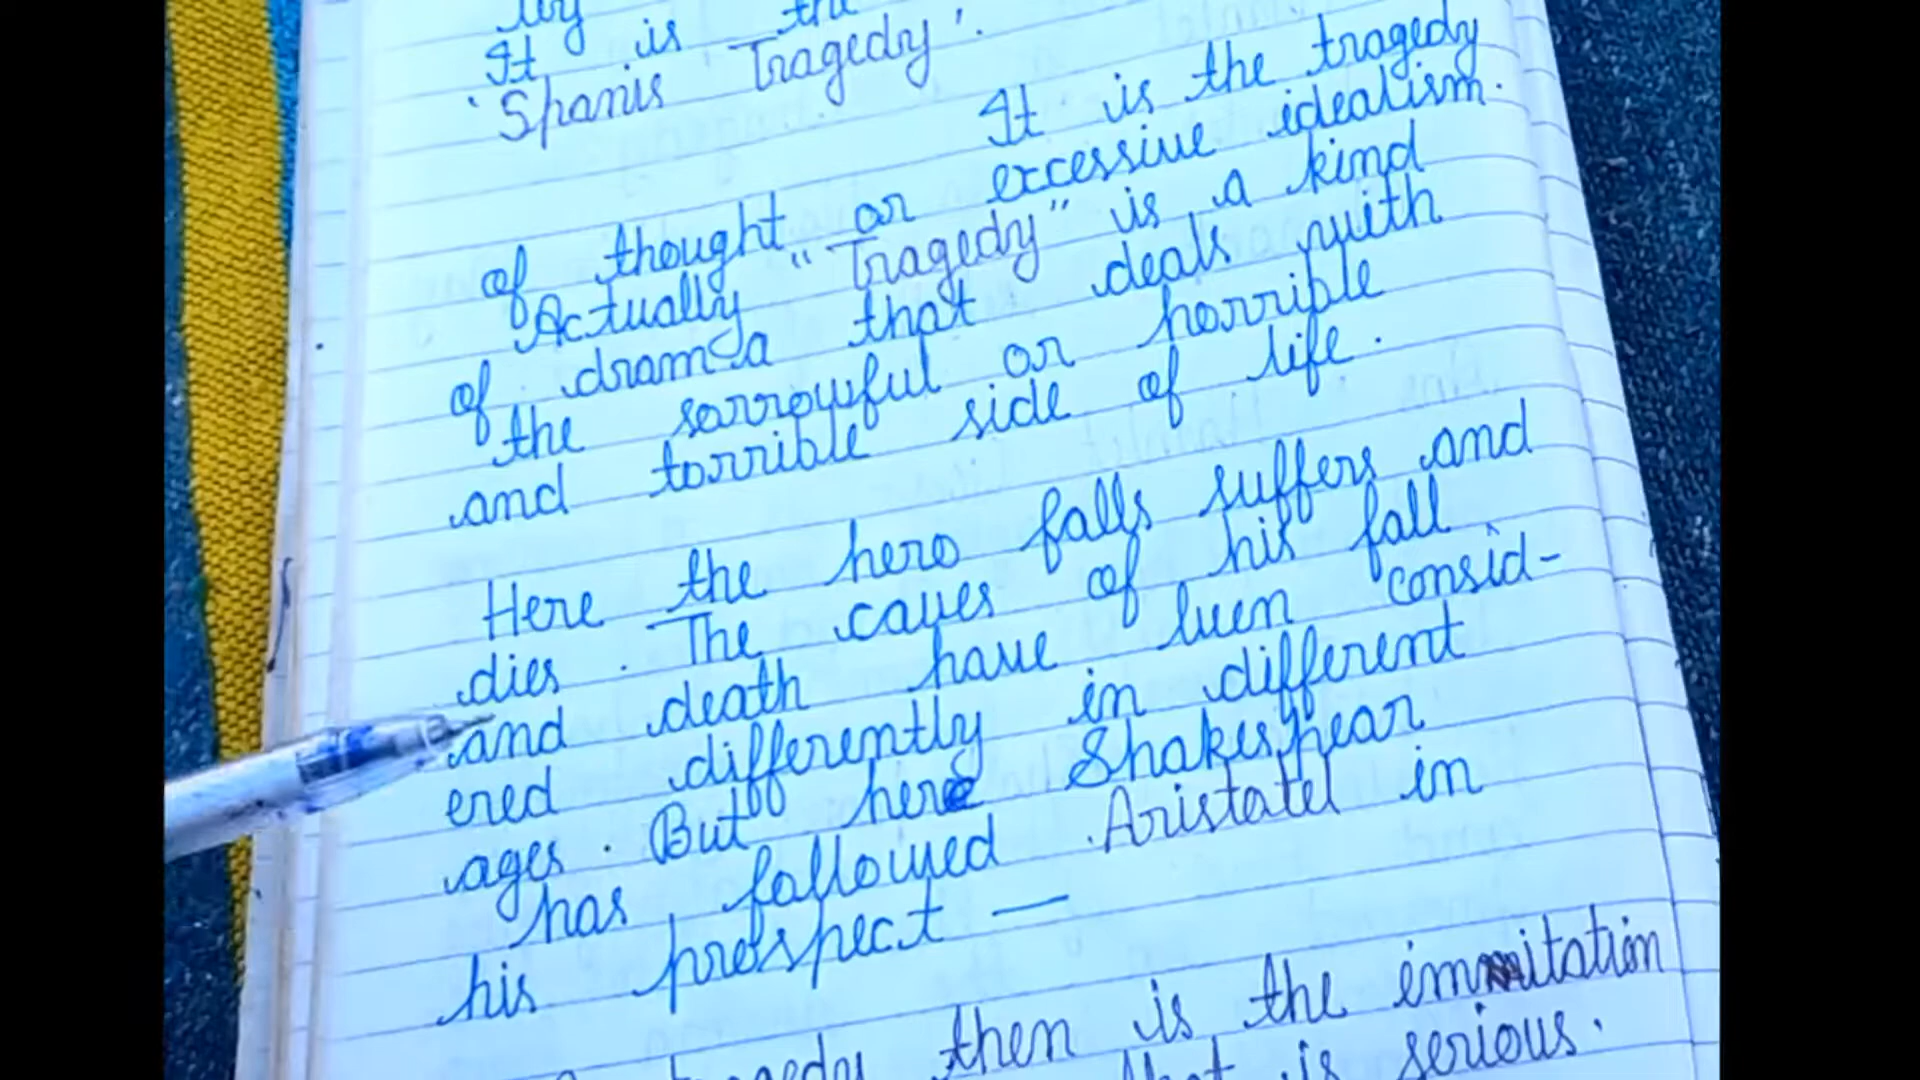 It is the
'Spanis Tragedy'.
It is the tragedy
of thought or excessive idealism.
Actually "Tragedy" is a kind
of drama that deals with
the sorrowful or horrible
and torrible side of life.
Here the hero falls suffers and
dies. The caues of his fall
and death have been consid-
ered differently in different
ages. But here Shakespear
has followed Aristatel in
his prospect —
then is the immitation
is serious.